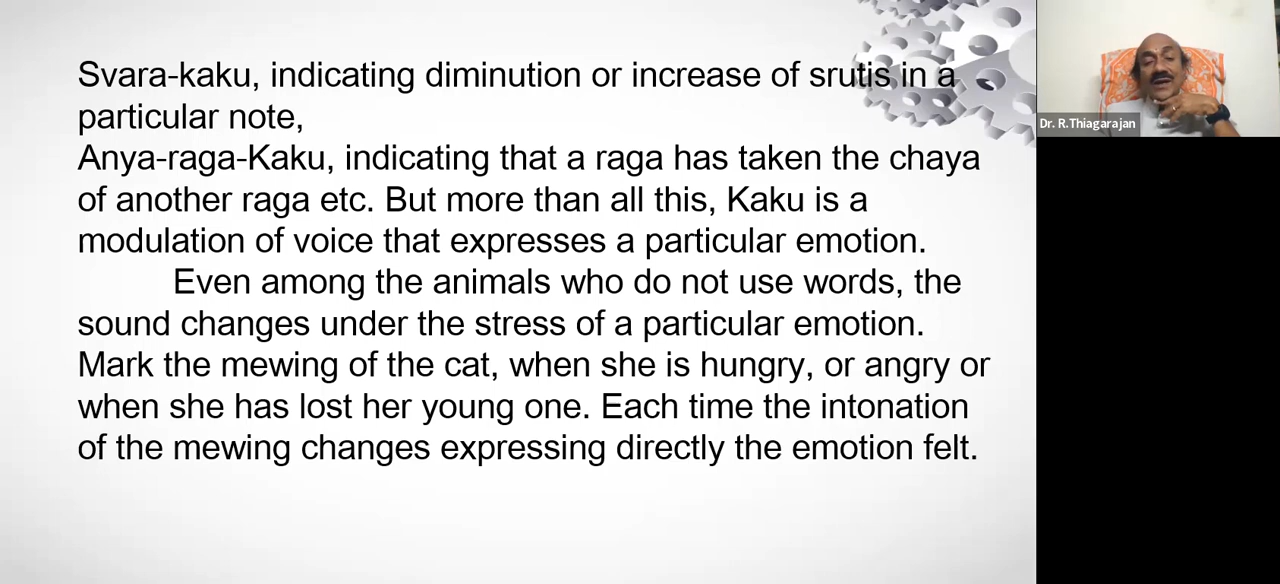 Svara-kaku, indicating diminution or increase of srutis in a
particular note,
Anya-raga-Kaku, indicating that a raga has taken the chaya
of another raga etc. But more than all this, Kaku is a
modulation of voice that expresses a particular emotion.
Even among the animals who do not use words, the
sound changes under the stress of a particular emotion.
Mark the mewing of the cat, when she is hungry, or angry or
when she has lost her young one. Each time the intonation
of the mewing changes expressing directly the emotion felt.
Dr. R.Thiagarajan